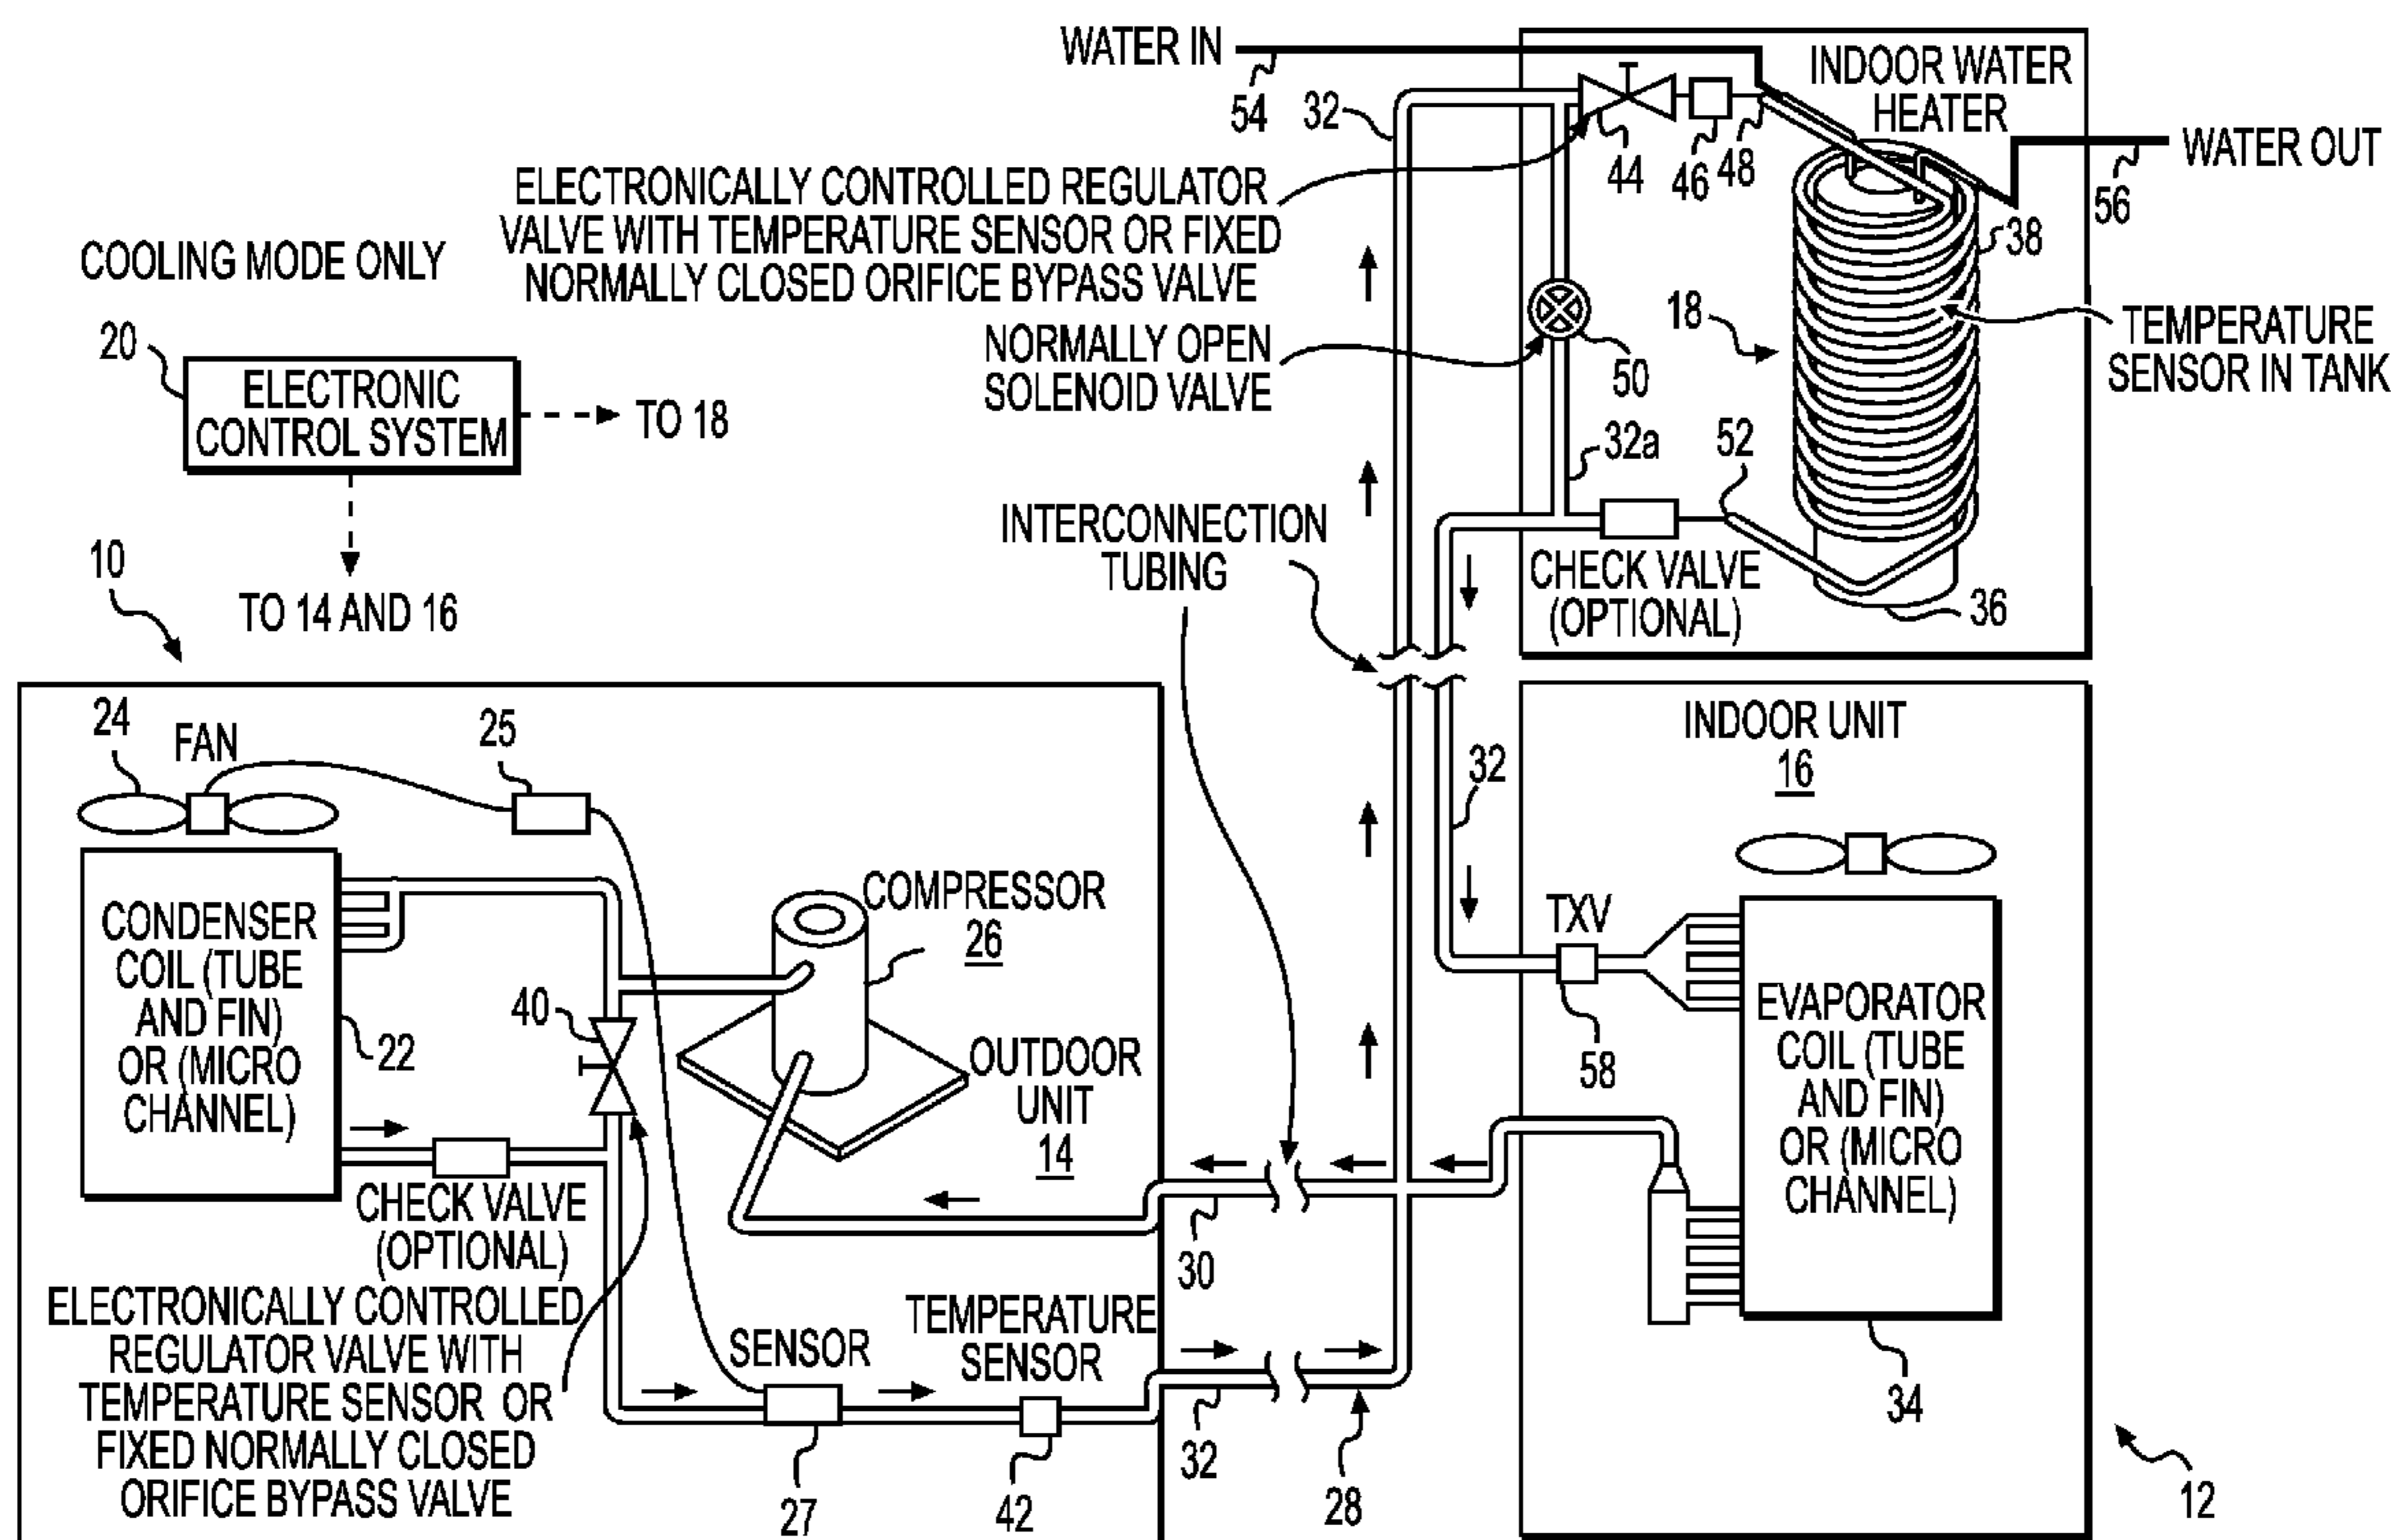 WATER IN
54
32
INDOOR WATER
HEATER
44
46
48
WATER OUT
56
38
ELECTRONICALLY CONTROLLED REGULATOR
VALVE WITH TEMPERATURE SENSOR OR FIXED
NORMALLY CLOSED ORIFICE BYPASS VALVE
NORMALLY OPEN
SOLENOID VALVE
50
18
TEMPERATURE
SENSOR IN TANK
COOLING MODE ONLY
20
ELECTRONIC
CONTROL SYSTEM
TO 18
TO 14 AND 16
10
32a
52
INTERCONNECTION
TUBING
CHECK VALVE
(OPTIONAL)
36
24
FAN
25
CONDENSER
COIL (TUBE
AND FIN)
OR (MICRO
CHANNEL)
22
COMPRESSOR
26
40
OUTDOOR
UNIT
14
CHECK VALVE
(OPTIONAL)
ELECTRONICALLY CONTROLLED
REGULATOR VALVE WITH
TEMPERATURE SENSOR OR
FIXED NORMALLY CLOSED
ORIFICE BYPASS VALVE
SENSOR
27
TEMPERATURE
SENSOR
42
30
32
28
INDOOR UNIT
16
32
TXV
58
EVAPORATOR
COIL (TUBE
AND FIN)
OR (MICRO
CHANNEL)
34
12